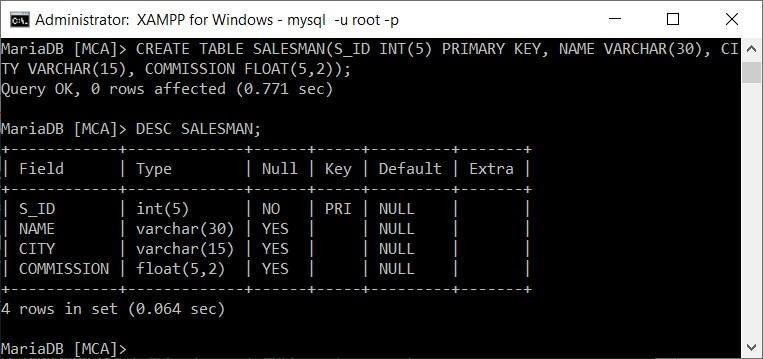 Administrator: XAMPP for Windows - mysql -u root -p
MariaDB [MCA]> CREATE TABLE SALESMAN(S_ID INT(5) PRIMARY KEY, NAME VARCHAR(30), CI
TY VARCHAR(15), COMMISSION FLOAT(5,2));
Query OK, 0 rows affected (0.771 sec)
MariaDB [MCA]> DESC SALESMAN;
+------------+-------------+------+-----+---------+-------+
| Field      | Type        | Null | Key | Default | Extra |
+------------+-------------+------+-----+---------+-------+
| S_ID       | int(5)      | NO   | PRI | NULL    |       |
| NAME       | varchar(30) | YES  |     | NULL    |       |
| CITY       | varchar(15) | YES  |     | NULL    |       |
| COMMISSION | float(5,2)  | YES  |     | NULL    |       |
+------------+-------------+------+-----+---------+-------+
4 rows in set (0.064 sec)
MariaDB [MCA]>